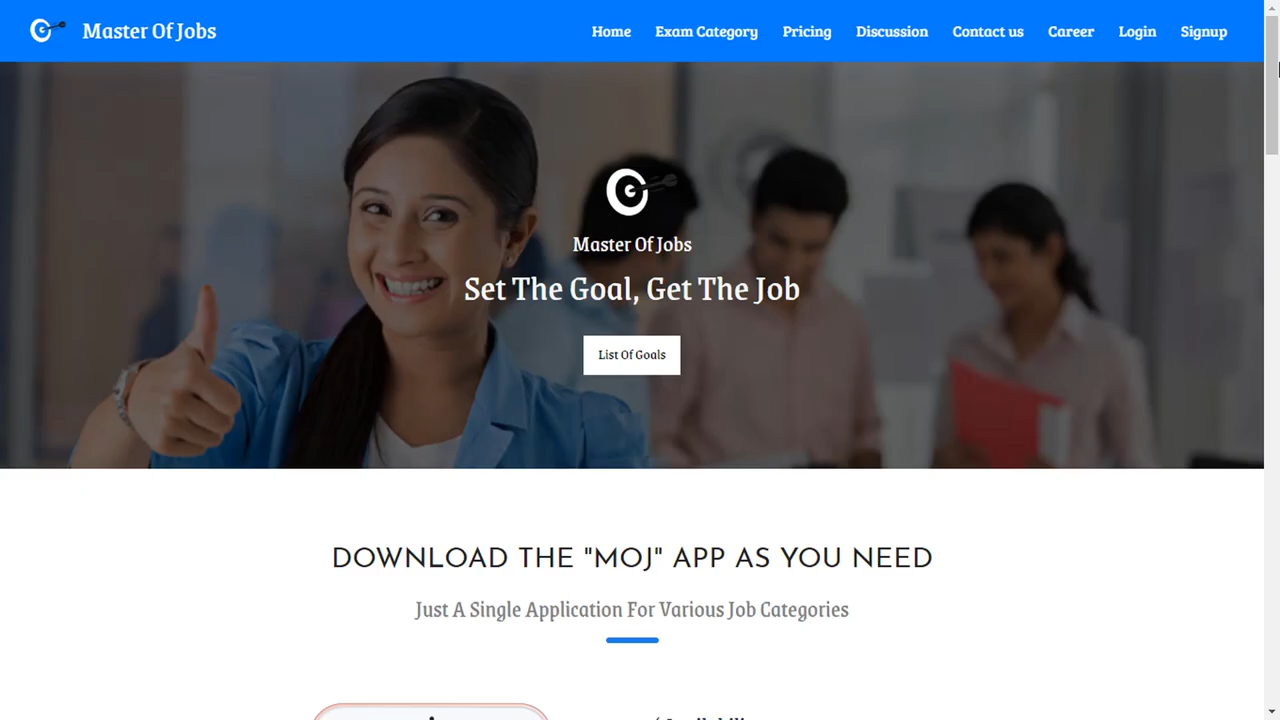 Master Of Jobs
Home Exam Category Pricing Discussion Contact us Career Login Signup
Master Of Jobs
Set The Goal, Get The Job
List Of Goals
DOWNLOAD THE "MOJ" APP AS YOU NEED
Just A Single Application For Various Job Categories